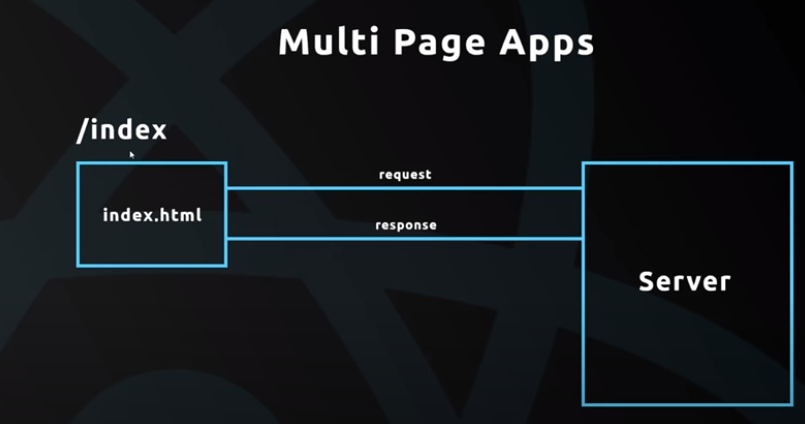 Multi Page Apps
/index
index.html
request
response
Server